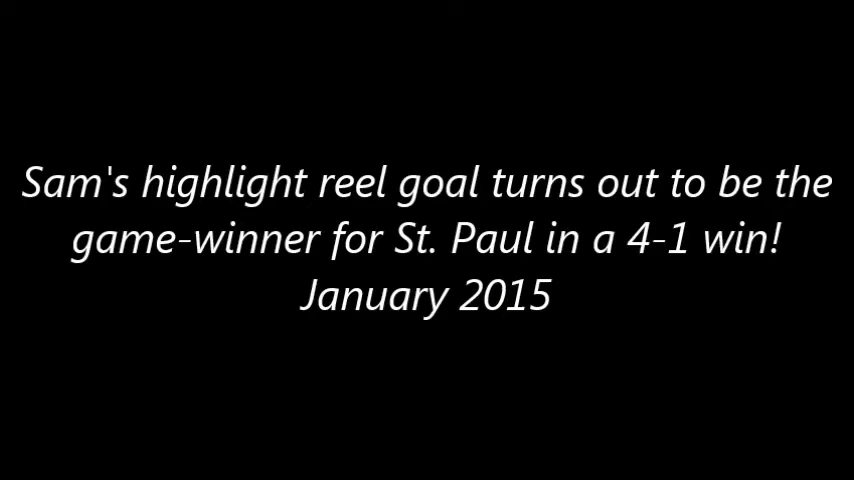 Sam's highlight reel goal turns out to be the
game-winner for St. Paul in a 4-1 win!
January 2015